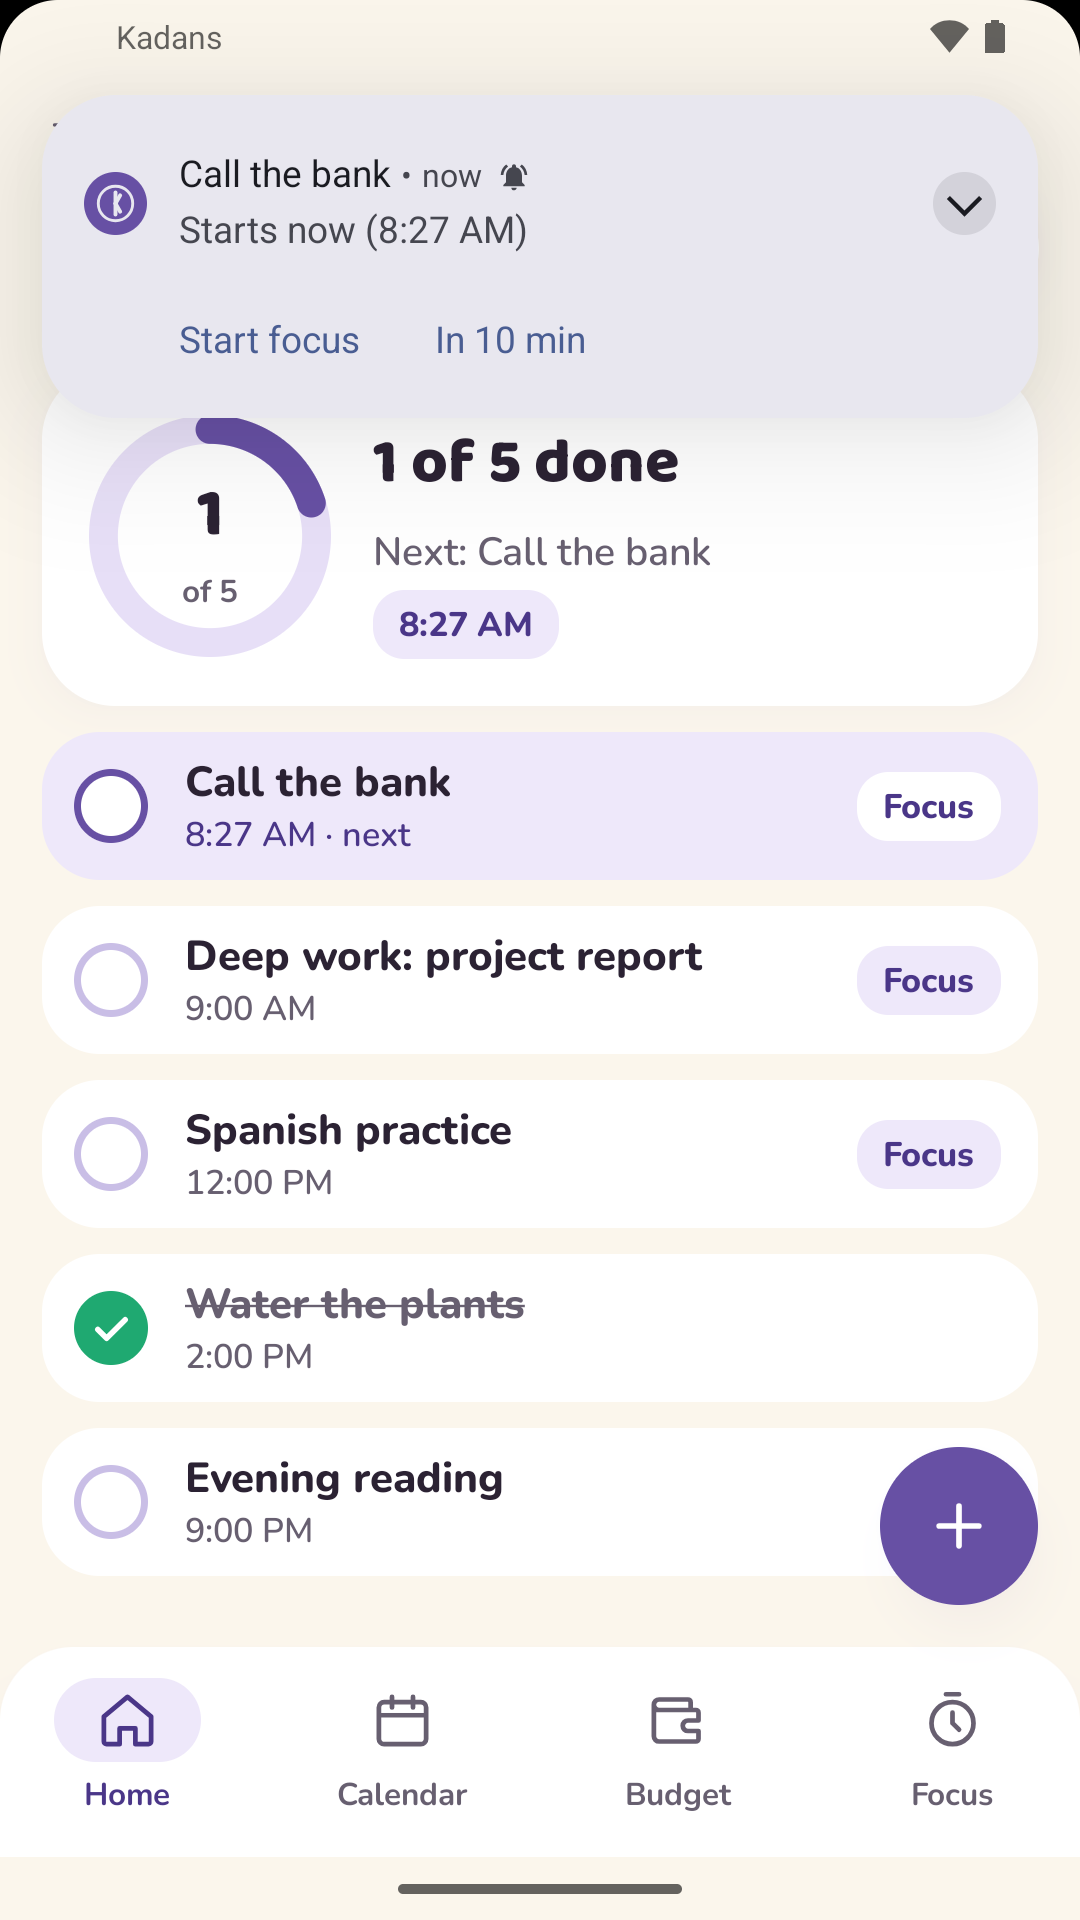 Kadans
Call the bank • now
Starts now (8:27 AM)
Start focus In 10 min
1 of 5 done
1
of 5
Next: Call the bank
8:27 AM
Call the bank
8:27 AM · next
Focus
Deep work: project report
9:00 AM
Focus
Spanish practice
12:00 PM
Focus
Water the plants
2:00 PM
Evening reading
9:00 PM
Home Calendar Budget Focus